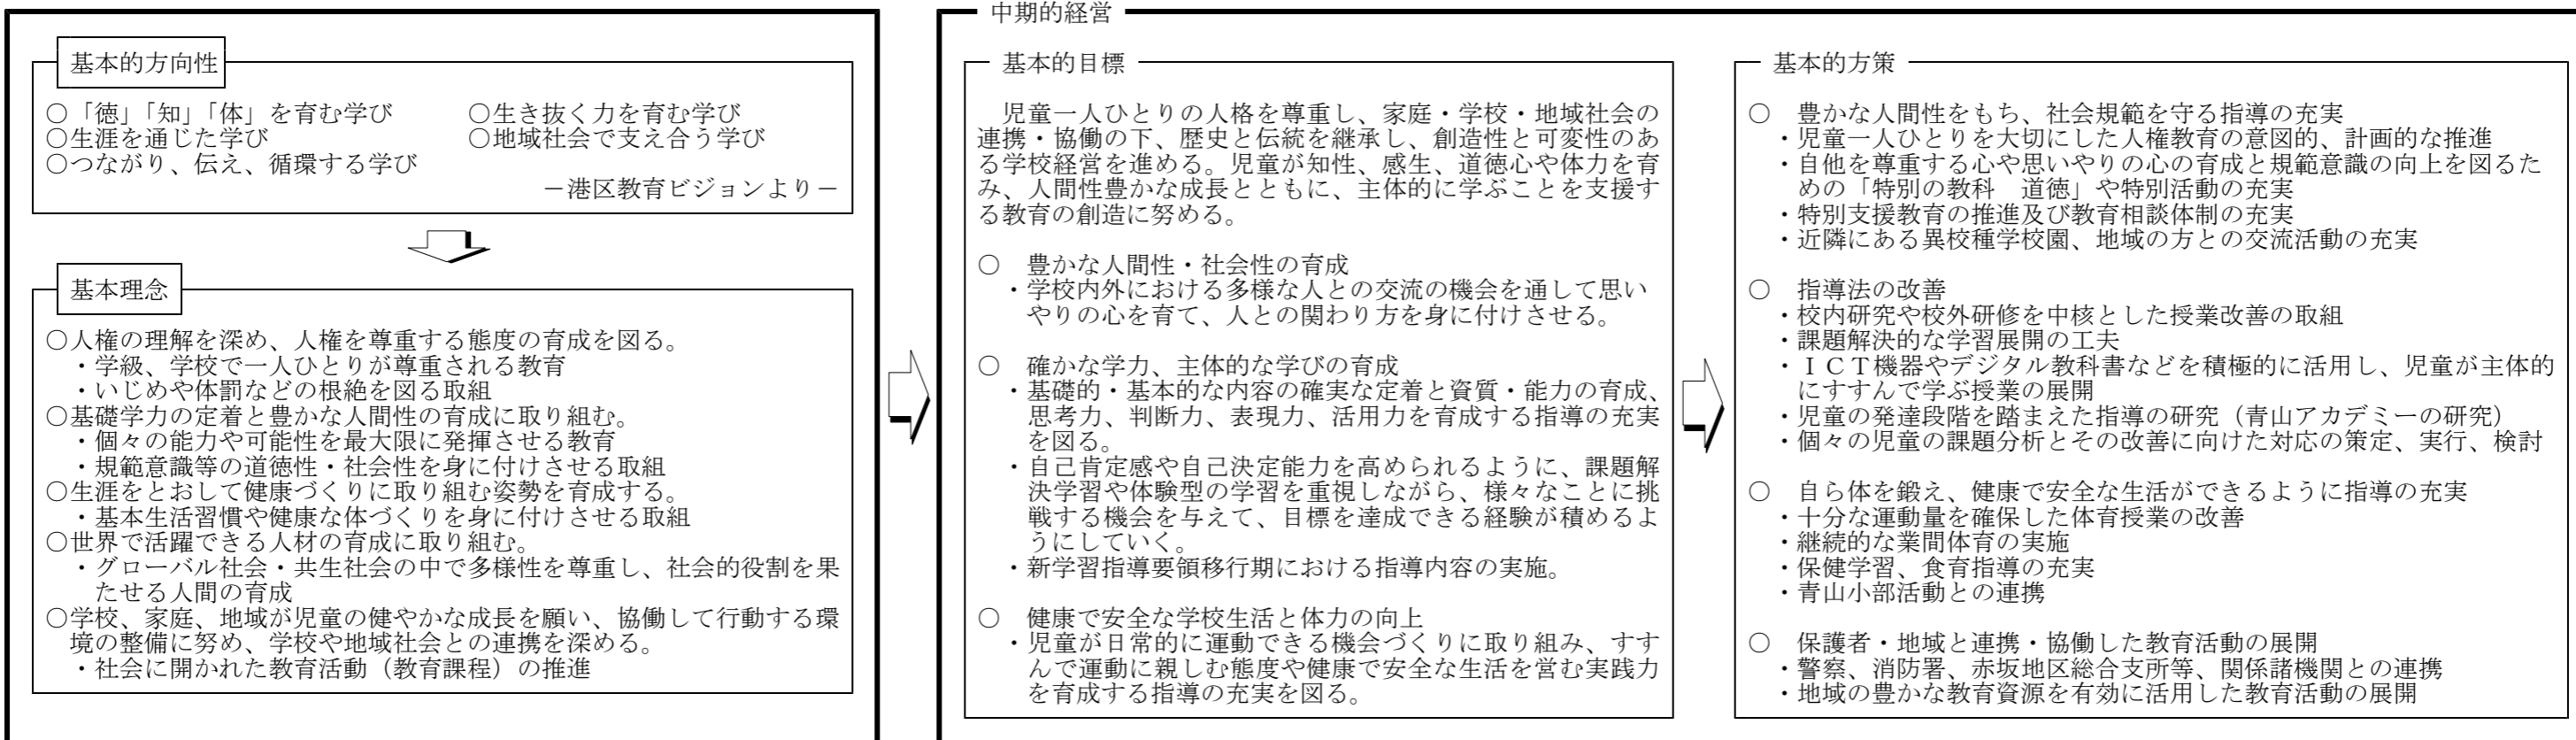 基本的方向性
○「徳」「知」「体」を育む学び　○生き抜く力を育む学び
○生涯を通じた学び　○地域社会で支え合う学び
○つながり、伝え、循環する学び
－港区教育ビジョンより－
基本理念
○人権の理解を深め、人権を尊重する態度の育成を図る。
・学級、学校で一人ひとりが尊重される教育
・いじめや体罰などの根絶を図る取組
○基礎学力の定着と豊かな人間性の育成に取り組む。
・個々の能力や可能性を最大限に発揮させる教育
・規範意識等の道徳性・社会性を身に付けさせる取組
○生涯をとおして健康づくりに取り組む姿勢を育成する。
・基本生活習慣や健康な体づくりを身に付けさせる取組
○世界で活躍できる人材の育成に取り組む。
・グローバル社会・共生社会の中で多様性を尊重し、社会的役割を果
たせる人間の育成
○学校、家庭、地域が児童の健やかな成長を願い、協働して行動する環
境の整備に努め、学校や地域社会との連携を深める。
・社会に開かれた教育活動（教育課程）の推進
中期的経営
基本的目標
児童一人ひとりの人格を尊重し、家庭・学校・地域社会の
連携・協働の下、歴史と伝統を継承し、創造性と可変性のあ
る学校経営を進める。児童が知性、感生、道徳心や体力を育
み、人間性豊かな成長とともに、主体的に学ぶことを支援す
る教育の創造に努める。
○　豊かな人間性・社会性の育成
・学校内外における多様な人との交流の機会を通して思い
やりの心を育て、人との関わり方を身に付けさせる。
○　確かな学力、主体的な学びの育成
・基礎的・基本的な内容の確実な定着と資質・能力の育成、
思考力、判断力、表現力、活用力を育成する指導の充実
を図る。
・自己肯定感や自己決定能力を高められるように、課題解
決学習や体験型の学習を重視しながら、様々なことに挑
戦する機会を与えて、目標を達成できる経験が積めるよ
うにしていく。
・新学習指導要領移行期における指導内容の実施。
○　健康で安全な学校生活と体力の向上
・児童が日常的に運動できる機会づくりに取り組み、すす
んで運動に親しむ態度や健康で安全な生活を営む実践力
を育成する指導の充実を図る。
基本的方策
○　豊かな人間性をもち、社会規範を守る指導の充実
・児童一人ひとりを大切にした人権教育の意図的、計画的な推進
・自他を尊重する心や思いやりの心の育成と規範意識の向上を図るた
めの「特別の教科　道徳」や特別活動の充実
・特別支援教育の推進及び教育相談体制の充実
・近隣にある異校種学校園、地域の方との交流活動の充実
○　指導法の改善
・校内研究や校外研修を中核とした授業改善の取組
・課題解決的な学習展開の工夫
・ＩＣＴ機器やデジタル教科書などを積極的に活用し、児童が主体的
にすすんで学ぶ授業の展開
・児童の発達段階を踏まえた指導の研究（青山アカデミーの研究）
・個々の児童の課題分析とその改善に向けた対応の策定、実行、検討
○　自ら体を鍛え、健康で安全な生活ができるように指導の充実
・十分な運動量を確保した体育授業の改善
・継続的な業間体育の実施
・保健学習、食育指導の充実
・青山小部活動との連携
○　保護者・地域と連携・協働した教育活動の展開
・警察、消防署、赤坂地区総合支所等、関係諸機関との連携
・地域の豊かな教育資源を有効に活用した教育活動の展開